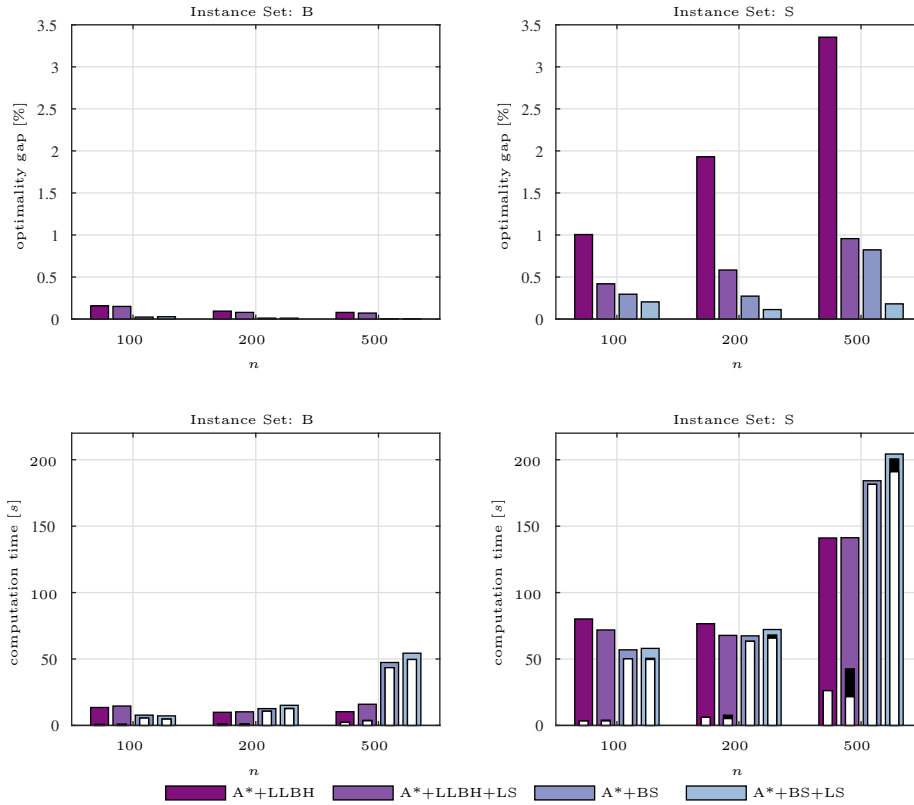 Instance Set: B
optimality gap [%]
3.5
3
2.5
2
1.5
1
0.5
0
100
200
500
n
Instance Set: S
optimality gap [%]
3.5
3
2.5
2
1.5
1
0.5
0
100
200
500
n
Instance Set: B
computation time [s]
200
150
100
50
0
100
200
500
n
Instance Set: S
computation time [s]
200
150
100
50
0
100
200
500
n
A*+LLBH
A*+LLBH+LS
A*+BS
A*+BS+LS